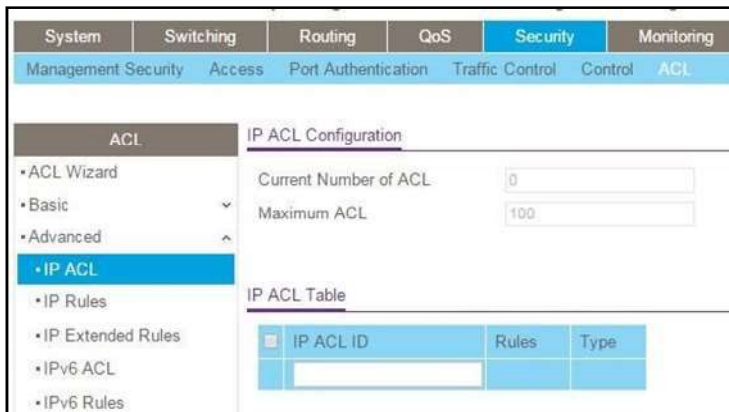 System Switching Routing QoS Security Monitoring
Management Security Access Port Authentication Traffic Control Control ACL
ACL
ACL Wizard
Basic
Advanced
IP ACL
IP Rules
IP Extended Rules
IPv6 ACL
IPv6 Rules
IP ACL Configuration
Current Number of ACL 0
Maximum ACL 100
IP ACL Table
IP ACL ID Rules Type